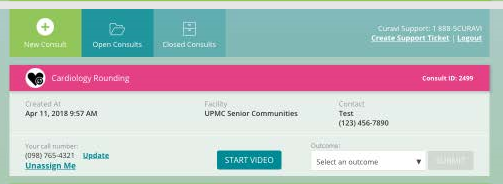 Curavi Support: 1 888-5CURAVI
New Consult
Open Consults
Closed Consults
Create Support Ticket | Logout
Cardiology Rounding
Consult ID: 2499
Created At
Facility
Contact
Apr 11, 2018 9:57 AM
UPMC Senior Communities
Test
(123) 456-7890
Your call number:
Outcome:
(098) 765-4321 Update
START VIDEO
Select an outcome
SUBMIT
Unassign Me